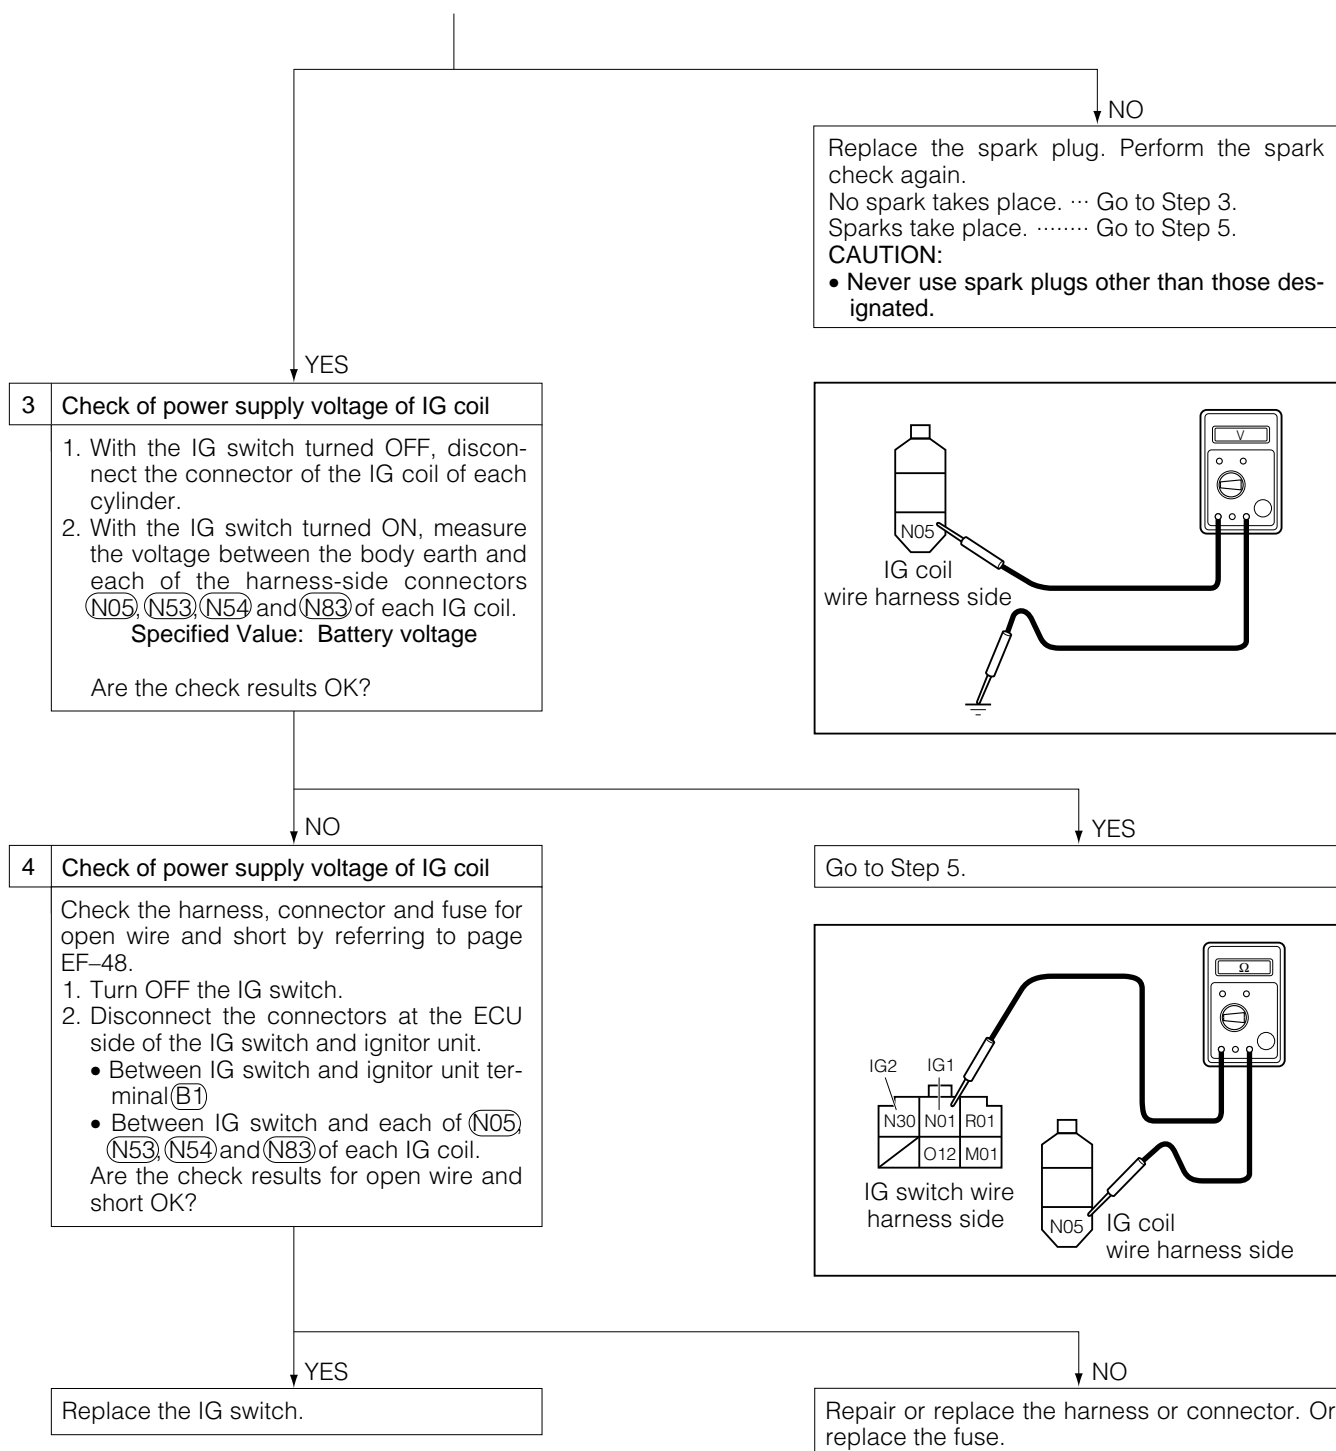 NO
Replace the spark plug. Perform the spark
check again.
No spark takes place. ··· Go to Step 3.
Sparks take place. ········ Go to Step 5.
CAUTION:
• Never use spark plugs other than those des-
ignated.
YES
3 Check of power supply voltage of IG coil
1. With the IG switch turned OFF, discon-
nect the connector of the IG coil of each
cylinder.
2. With the IG switch turned ON, measure
the voltage between the body earth and
each of the harness-side connectors
N05, N53, N54 and N83 of each IG coil.
Specified Value: Battery voltage
Are the check results OK?
V
N05
IG coil
wire harness side
NO
4 Check of power supply voltage of IG coil
Check the harness, connector and fuse for
open wire and short by referring to page
EF–48.
1. Turn OFF the IG switch.
2. Disconnect the connectors at the ECU
side of the IG switch and ignitor unit.
• Between IG switch and ignitor unit ter-
minal B1
• Between IG switch and each of N05,
N53, N54 and N83 of each IG coil.
Are the check results for open wire and
short OK?
YES
Go to Step 5.
Ω
IG2 IG1
N30 N01 R01
O12 M01
IG switch wire
harness side
N05
IG coil
wire harness side
YES
Replace the IG switch.
NO
Repair or replace the harness or connector. Or
replace the fuse.